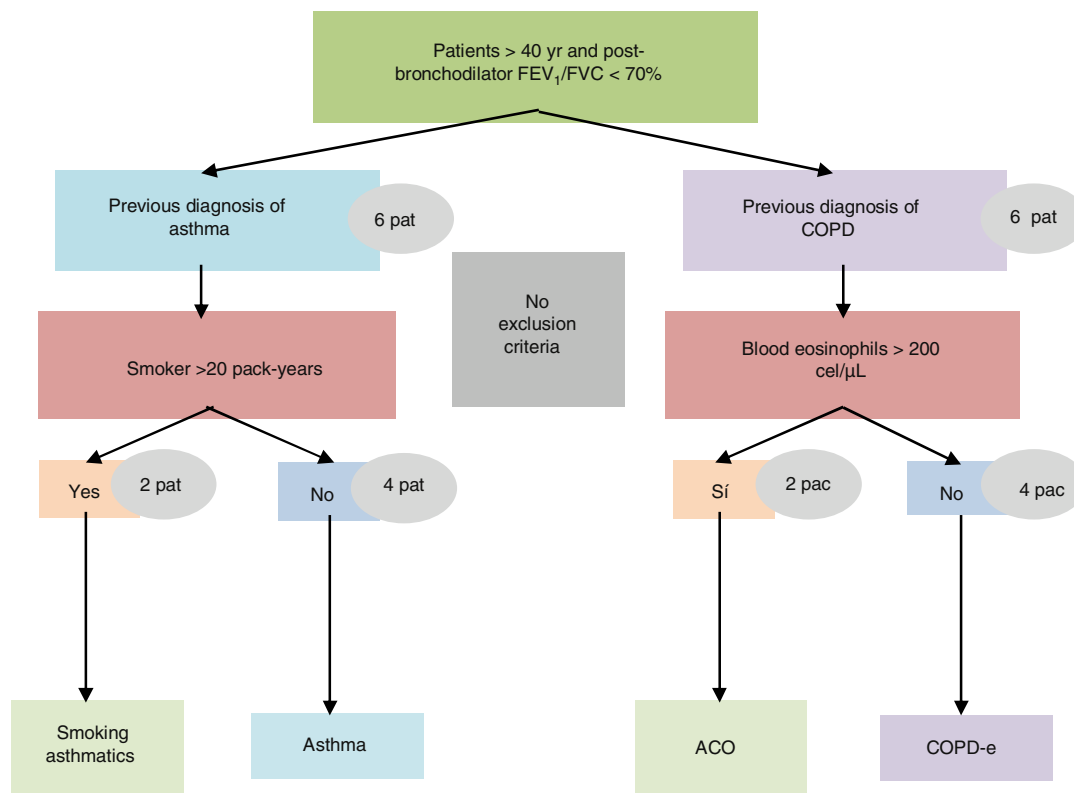 Patients > 40 yr and post-
bronchodilator FEV₁/FVC < 70%
Previous diagnosis of
asthma
6 pat
Previous diagnosis of
COPD
6 pat
No
exclusion
criteria
Smoker >20 pack-years
Blood eosinophils > 200
cel/μL
Yes
2 pat
No
4 pat
Sí
2 pac
No
4 pac
Smoking
asthmatics
Asthma
ACO
COPD-e